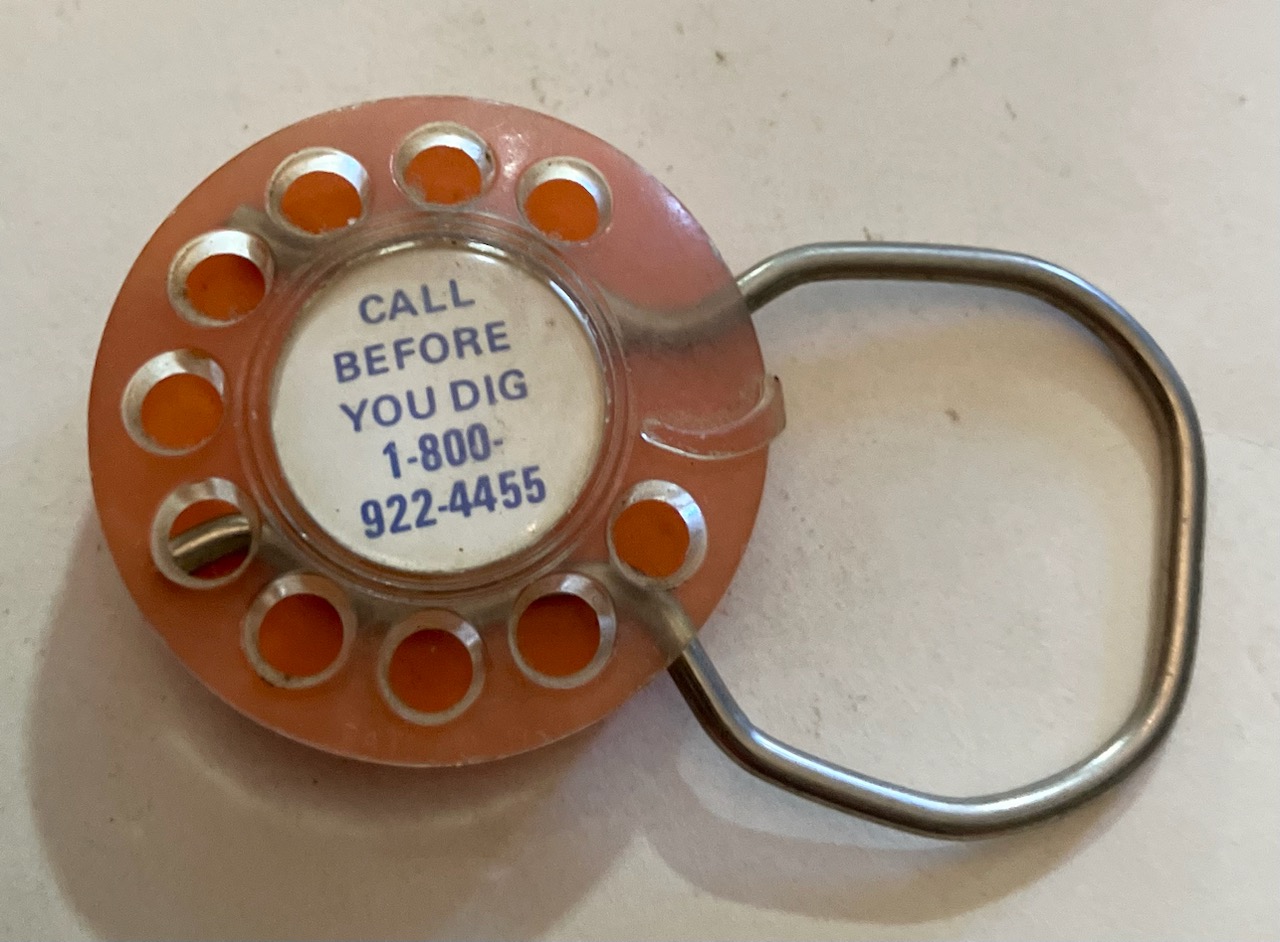 CALL
BEFORE
YOU DIG
1-800-
922-4455